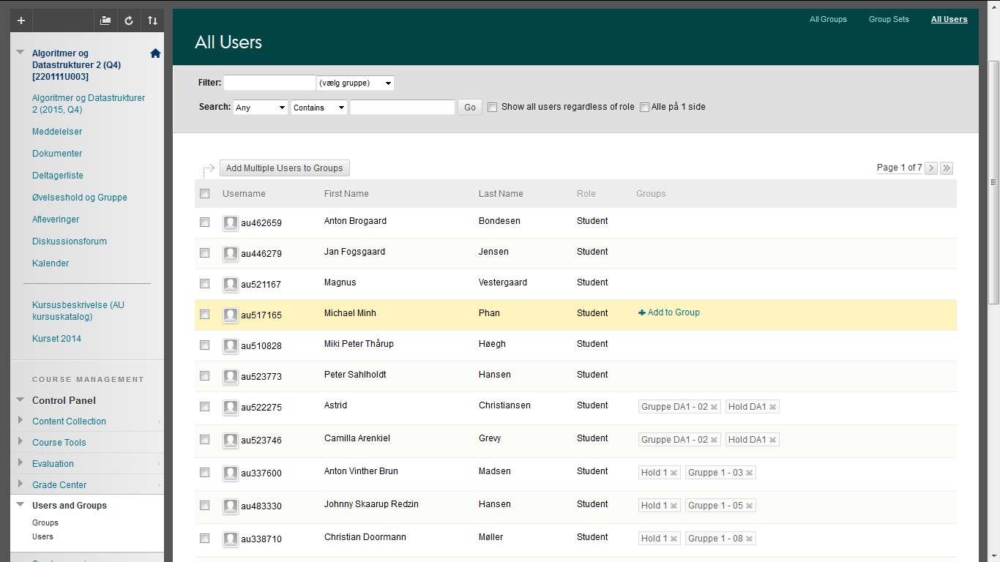 Algoritmer og
Datastrukturer 2 (Q4)
[220111U003]
Algoritmer og Datastrukturer
2 (2015, Q4)
Meddelelser
Dokumenter
Deltagerliste
Øvelseshold og Gruppe
Afleveringer
Diskussionsforum
Kalender
Kursusbeskrivelse (AU
kursuskatalog)
Kurset 2014
COURSE MANAGEMENT
Control Panel
Content Collection
Course Tools
Evaluation
Grade Center
Users and Groups
Groups
Users
All Groups Group Sets All Users
All Users
Filter: (vælg gruppe)
Search: Any Contains Go Show all users regardless of role Alle på 1 side
Add Multiple Users to Groups Page 1 of 7
Username First Name Last Name Role Groups
au462659 Anton Brogaard Bondesen Student
au446279 Jan Fogsgaard Jensen Student
au521167 Magnus Vestergaard Student
au517165 Michael Minh Phan Student Add to Group
au510828 Miki Peter Thårup Høegh Student
au523773 Peter Sahlholdt Hansen Student
au522275 Astrid Christiansen Student Gruppe DA1 - 02 Hold DA1
au523746 Camilla Arenkiel Grevy Student Gruppe DA1 - 02 Hold DA1
au337600 Anton Vinther Brun Madsen Student Hold 1 Gruppe 1 - 03
au483330 Johnny Skaarup Redzin Hansen Student Hold 1 Gruppe 1 - 05
au338710 Christian Doormann Møller Student Hold 1 Gruppe 1 - 08